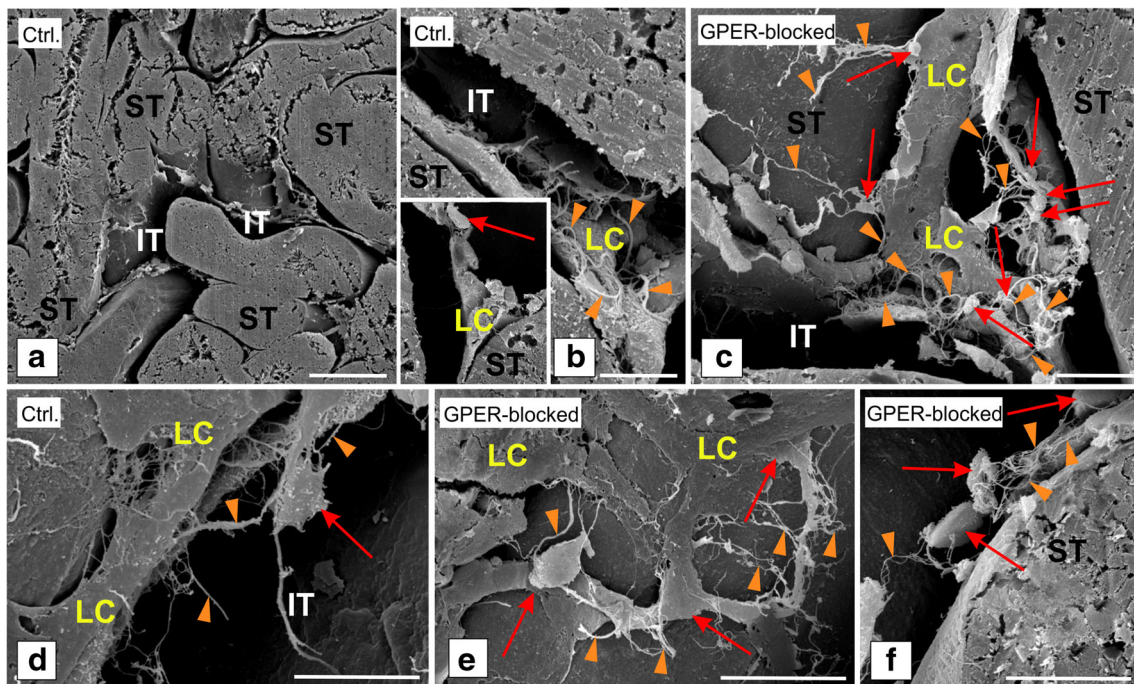 Ctrl.
ST
ST
IT
IT
ST
ST
a
Ctrl.
IT
ST
LC
LC
ST
b
GPER-blocked
LC
ST
ST
LC
IT
c
Ctrl.
LC
LC
IT
d
GPER-blocked
LC
LC
e
GPER-blocked
ST
f